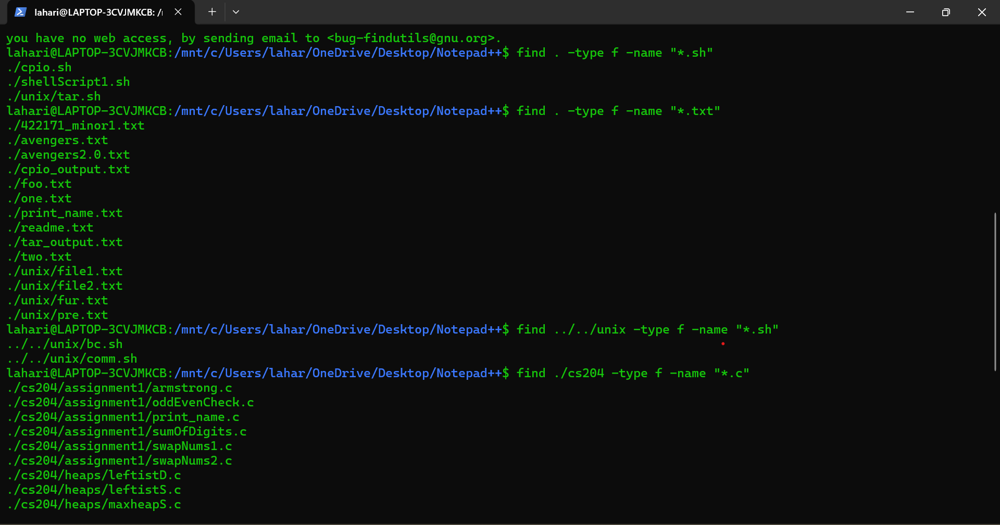 lahari@LAPTOP-3CVJMKCB: /
you have no web access, by sending email to <bug-findutils@gnu.org>.
lahari@LAPTOP-3CVJMKCB:/mnt/c/Users/lahar/OneDrive/Desktop/Notepad++$ find . -type f -name "*.sh"
./cpio.sh
./shellScript1.sh
./unix/tar.sh
lahari@LAPTOP-3CVJMKCB:/mnt/c/Users/lahar/OneDrive/Desktop/Notepad++$ find . -type f -name "*.txt"
./422171_minor1.txt
./avengers.txt
./avengers2.0.txt
./cpio_output.txt
./foo.txt
./one.txt
./print_name.txt
./readme.txt
./tar_output.txt
./two.txt
./unix/file1.txt
./unix/file2.txt
./unix/fur.txt
./unix/pre.txt
lahari@LAPTOP-3CVJMKCB:/mnt/c/Users/lahar/OneDrive/Desktop/Notepad++$ find ../../unix -type f -name "*.sh"
../../unix/bc.sh
../../unix/comm.sh
lahari@LAPTOP-3CVJMKCB:/mnt/c/Users/lahar/OneDrive/Desktop/Notepad++$ find ./cs204 -type f -name "*.c"
./cs204/assignment1/armstrong.c
./cs204/assignment1/oddEvenCheck.c
./cs204/assignment1/print_name.c
./cs204/assignment1/sumOfDigits.c
./cs204/assignment1/swapNums1.c
./cs204/assignment1/swapNums2.c
./cs204/heaps/leftistD.c
./cs204/heaps/leftistS.c
./cs204/heaps/maxheapS.c